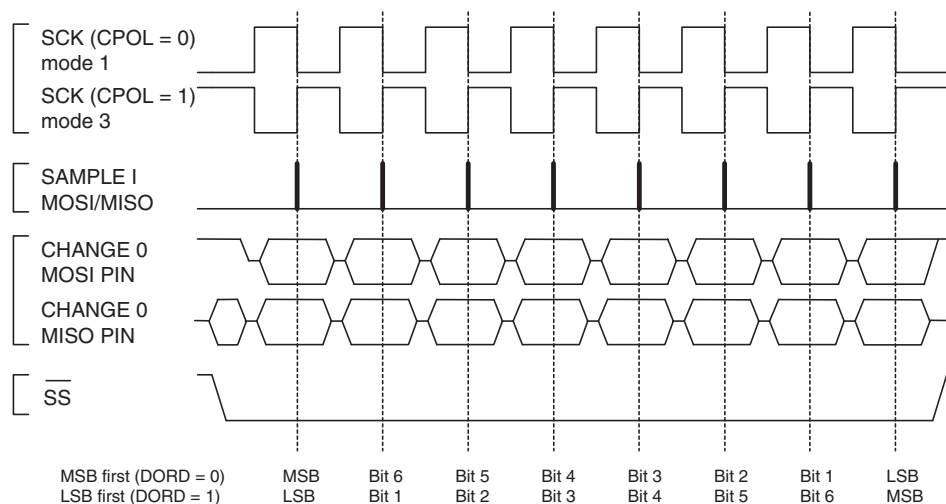 SCK (CPOL = 0)
mode 1
SCK (CPOL = 1)
mode 3
SAMPLE I
MOSI/MISO
CHANGE 0
MOSI PIN
CHANGE 0
MISO PIN
SS
MSB first (DORD = 0) MSB Bit 6 Bit 5 Bit 4 Bit 3 Bit 2 Bit 1 LSB
LSB first (DORD = 1) LSB Bit 1 Bit 2 Bit 3 Bit 4 Bit 5 Bit 6 MSB